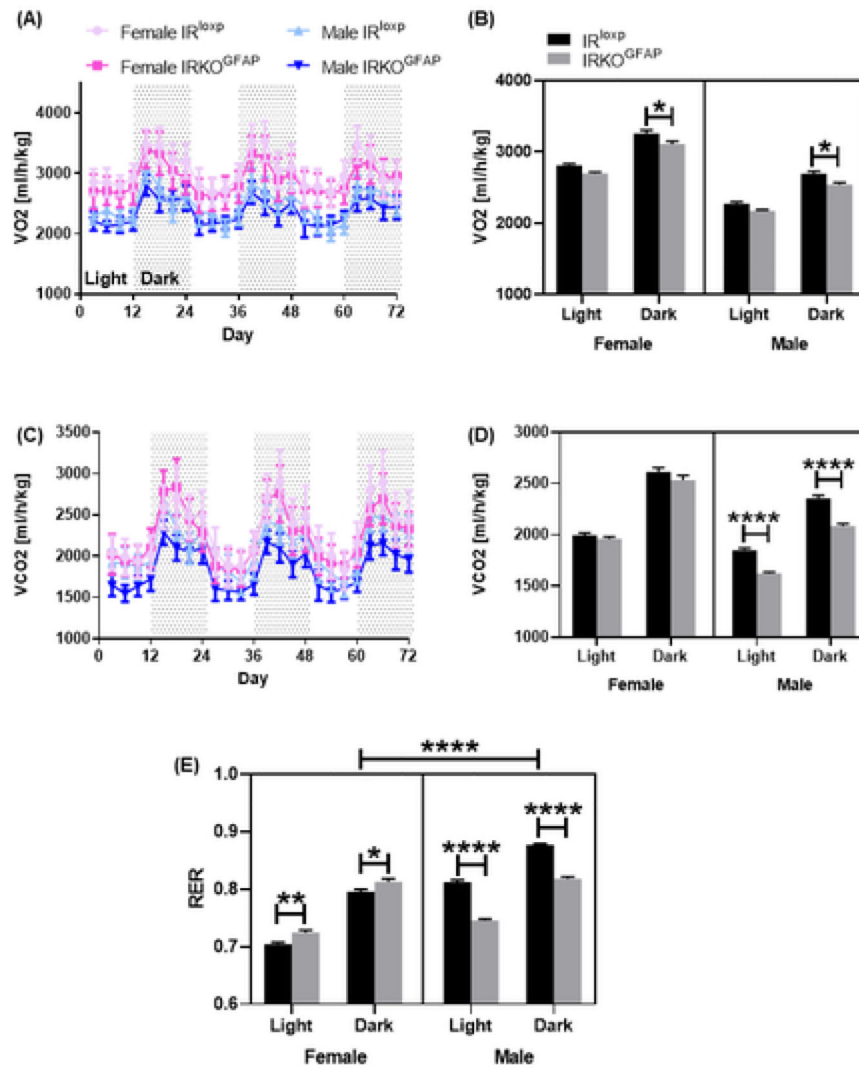 (A)
Female IR^loxp Male IR^loxp
Female IRKO^GFAP Male IRKO^GFAP
VO2 [ml/h/kg]
4000
3000
2000
1000
Light Dark
0 12 24 36 48 60 72
Day
(B)
IR^loxp
IRKO^GFAP
VO2 [ml/h/kg]
4000
3000
2000
1000
*
*
Light Dark Light Dark
Female Male
(C)
VCO2 [ml/h/kg]
3500
3000
2500
2000
1500
1000
0 12 24 36 48 60 72
Day
(D)
VCO2 [ml/h/kg]
3000
2500
2000
1500
1000
****
****
Light Dark Light Dark
Female Male
(E)
****
RER
1.0
0.9
0.8
0.7
0.6
** * **** ****
Light Dark Light Dark
Female Male